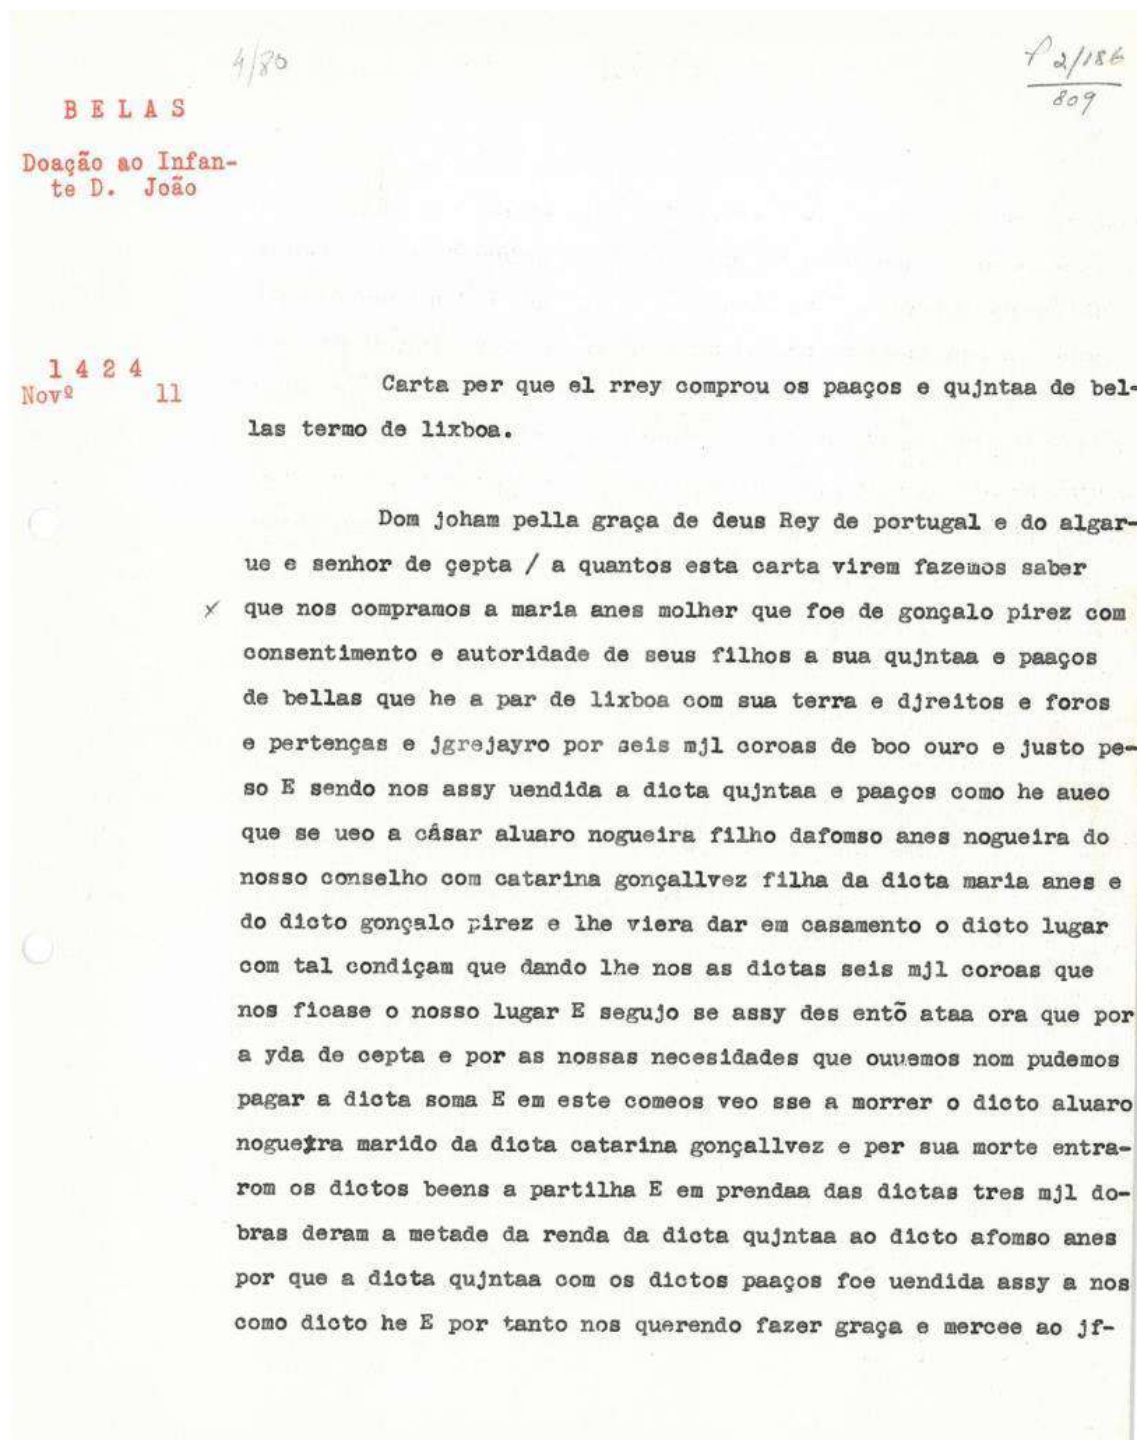 4/80
P 2/186
809
B E L A S
Doação ao Infan-
te D. João
1 4 2 4
Novº 11
Carta per que el rrey comprou os paaços e qujntaa de bel-
las termo de lixboa.
Dom joham pella graça de deus Rey de portugal e do algar-
ue e senhor de çepta / a quantos esta carta virem fazemos saber
x que nos compramos a maria anes molher que foe de gonçalo pirez com
consentimento e autoridade de seus filhos a sua qujntaa e paaços
de bellas que he a par de lixboa com sua terra e djreitos e foros
e pertenças e jgrejayro por seis mjl coroas de boo ouro e justo pe-
so E sendo nos assy uendida a dicta qujntaa e paaços como he aueo
que se ueo a cásar aluaro nogueira filho dafomso anes nogueira do
nosso conselho com catarina gonçallvez filha da dicta maria anes e
do dicto gonçalo pirez e lhe viera dar em casamento o dicto lugar
com tal condiçam que dando lhe nos as dictas seis mjl coroas que
nos ficase o nosso lugar E segujo se assy des entõ ataa ora que por
a yda de cepta e por as nossas necesidades que ouuemos nom pudemos
pagar a dicta soma E em este comeos veo sse a morrer o dicto aluaro
nogueira marido da dicta catarina gonçallvez e per sua morte entra-
rom os dictos beens a partilha E em prendaa das dictas tres mjl do-
bras deram a metade da renda da dicta qujntaa ao dicto afomso anes
por que a dicta qujntaa com os dictos paaços foe uendida assy a nos
como dicto he E por tanto nos querendo fazer graça e mercee ao jf-